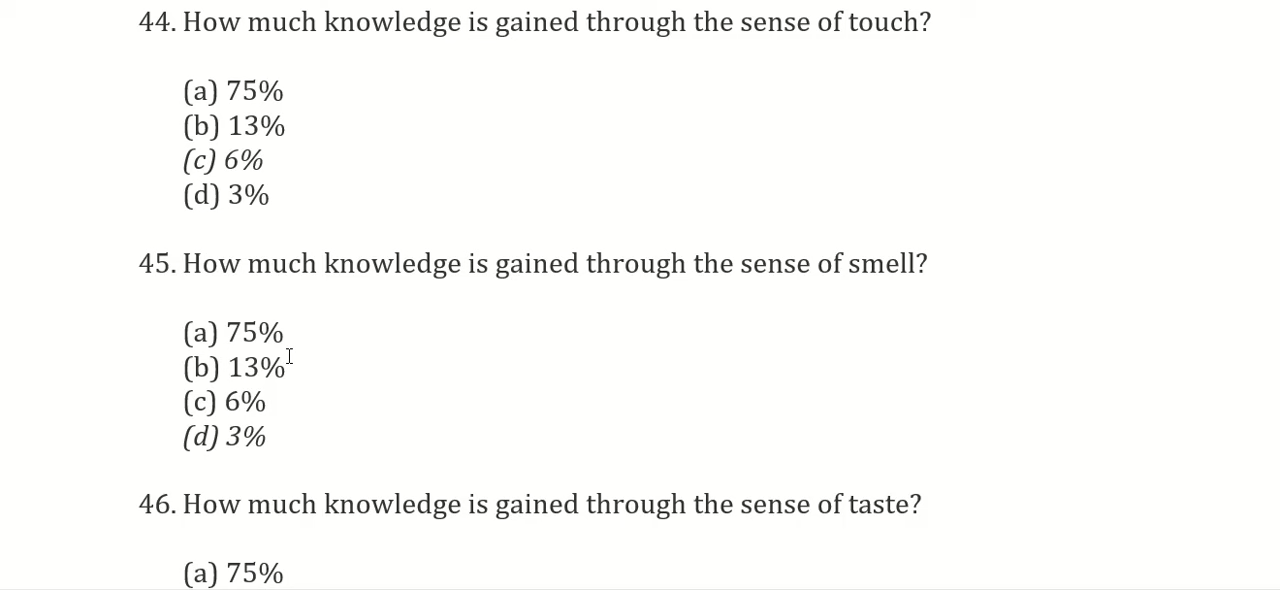 44. How much knowledge is gained through the sense of touch?
(a) 75%
(b) 13%
(c) 6%
(d) 3%
45. How much knowledge is gained through the sense of smell?
(a) 75%
(b) 13%
(c) 6%
(d) 3%
46. How much knowledge is gained through the sense of taste?
(a) 75%